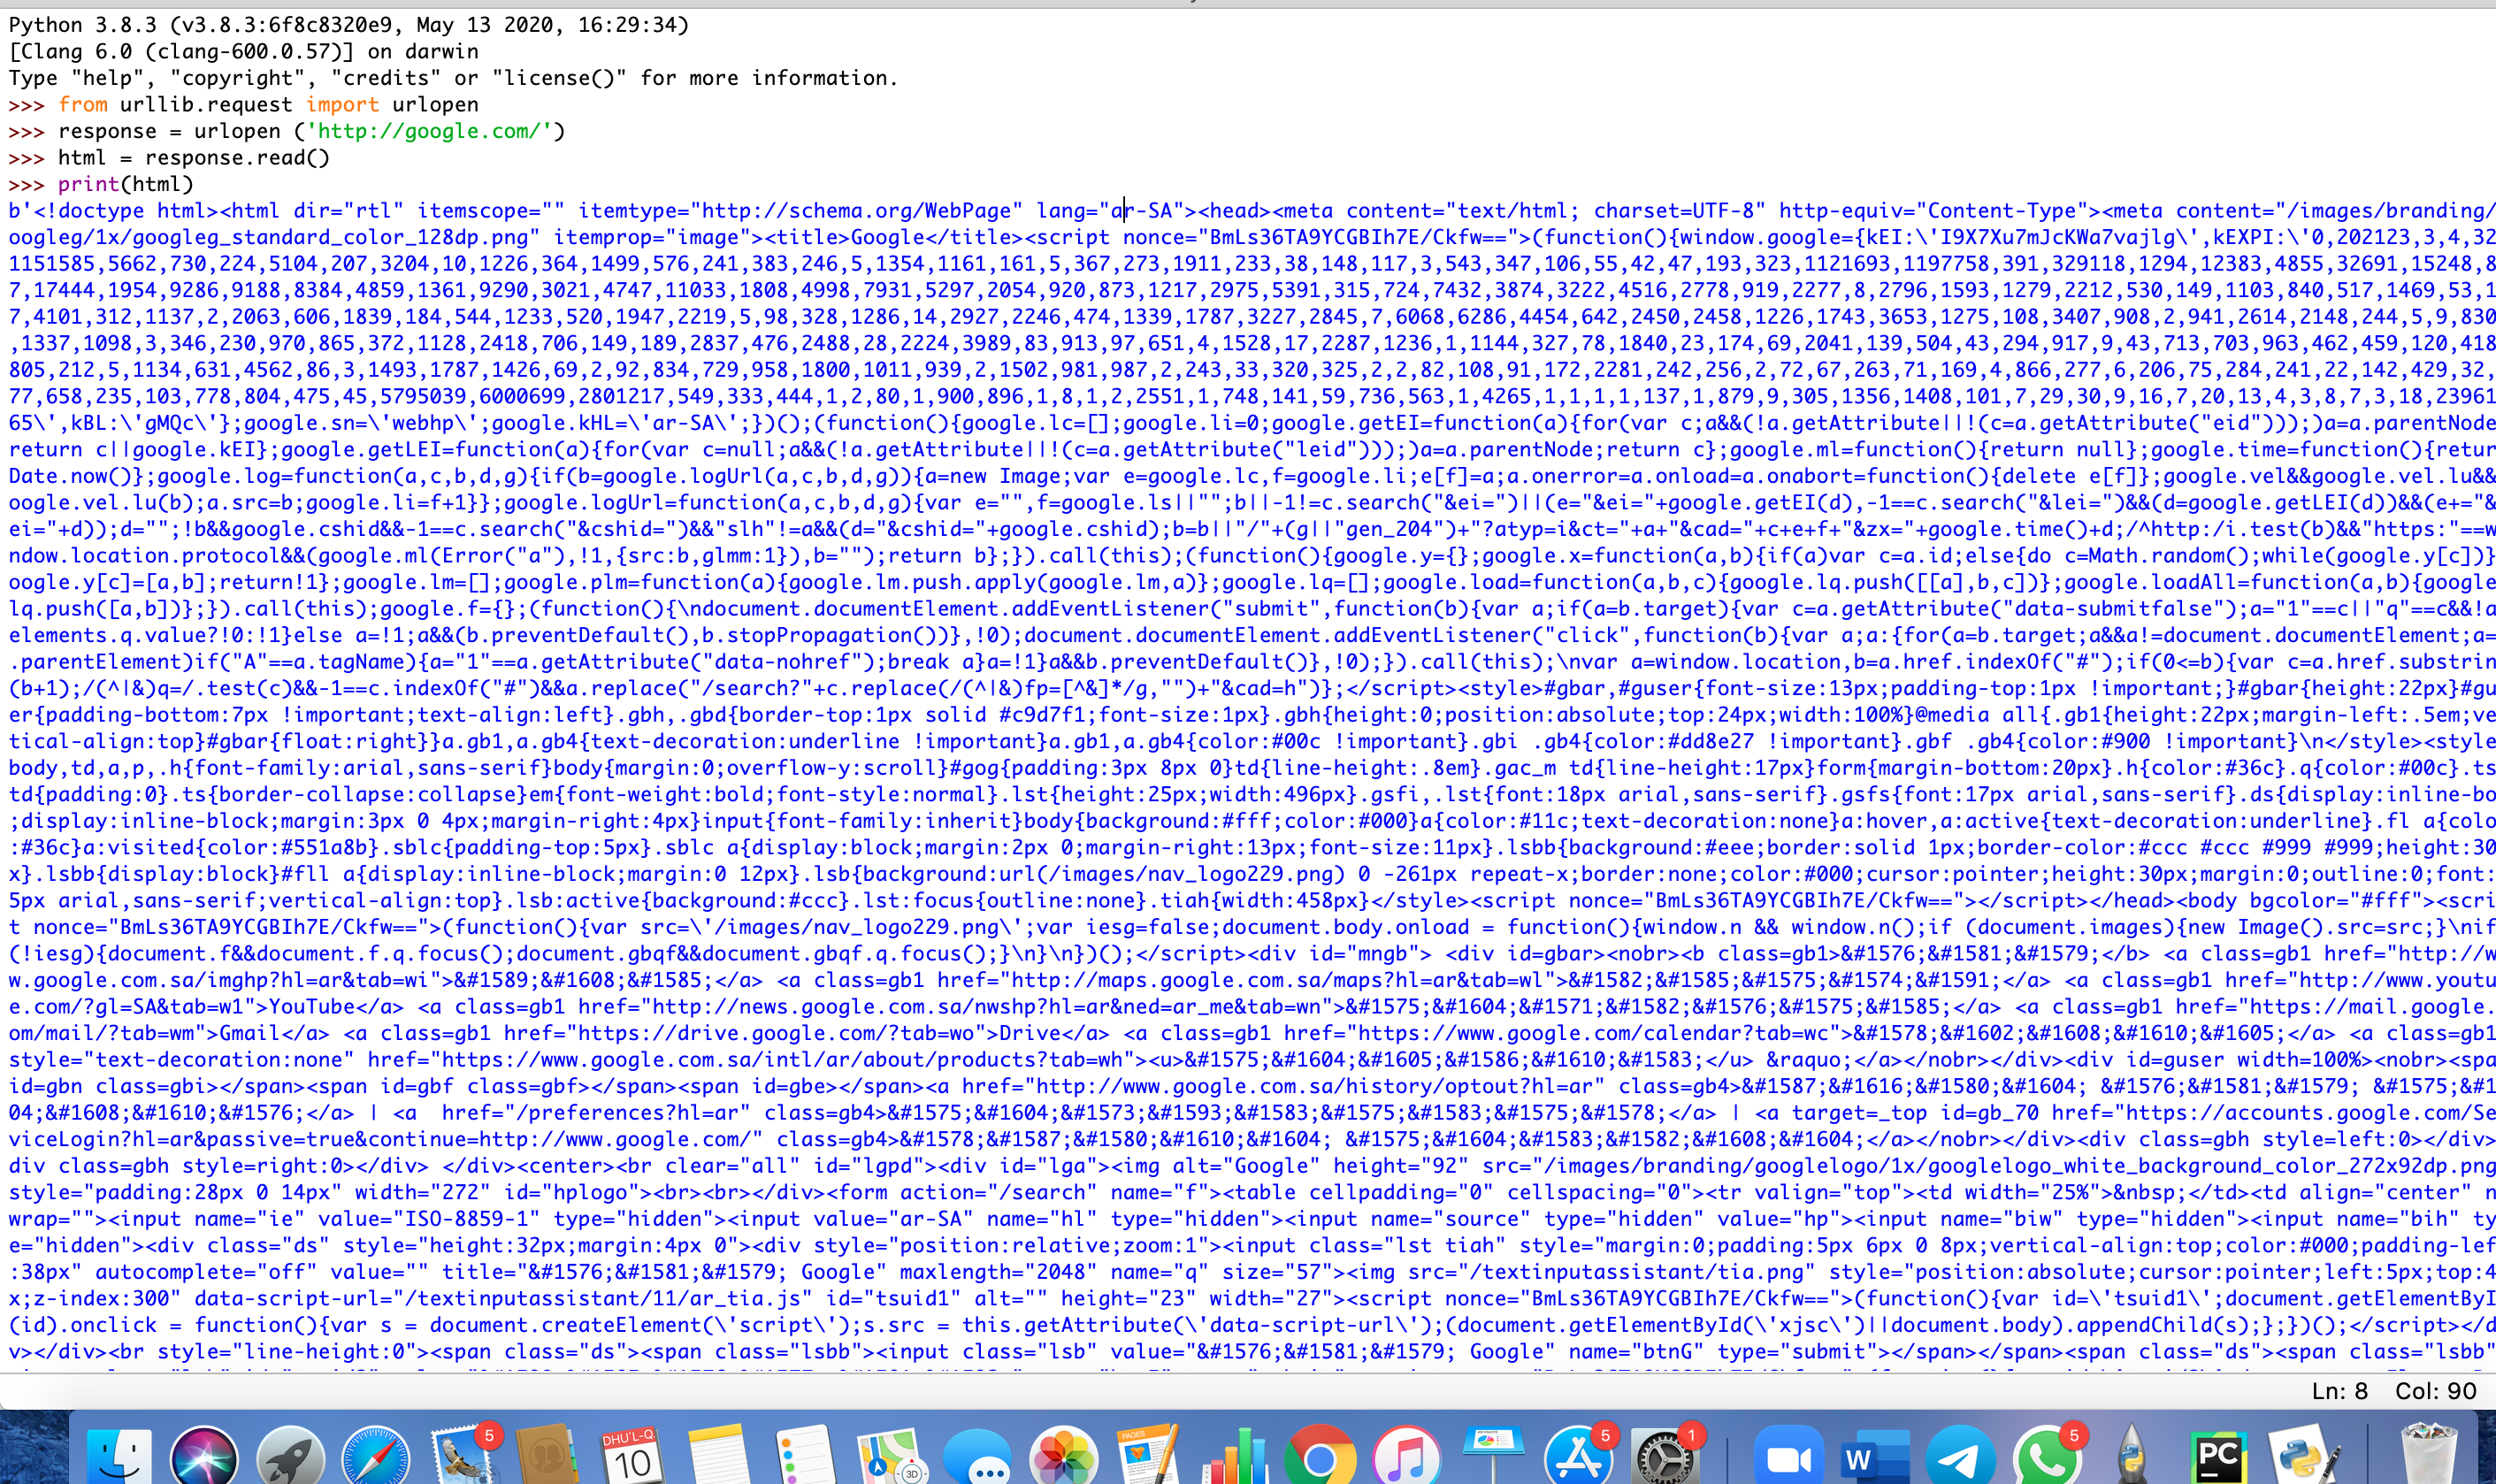 Python 3.8.3 (v3.8.3:6f8c8320e9, May 13 2020, 16:29:34)
[Clang 6.0 (clang-600.0.57)] on darwin
Type "help", "copyright", "credits" or "license()" for more information.
>>> from urllib.request import urlopen
>>> response = urlopen ('http://google.com/')
>>> html = response.read()
>>> print(html)
b'<!doctype html><html dir="rtl" itemscope="" itemtype="http://schema.org/WebPage" lang="ar-SA"><head><meta content="text/html; charset=UTF-8" http-equiv="Content-Type"><meta content="/images/branding/
oogleg/1x/googleg_standard_color_128dp.png" itemprop="image"><title>Google</title><script nonce="BmLs36TA9YCGBIh7E/Ckfw==">(function(){window.google={kEI:\'I9X7Xu7mJcKWa7vajlg\',kEXPI:\'0,202123,3,4,32
1151585,5662,730,224,5104,207,3204,10,1226,364,1499,576,241,383,246,5,1354,1161,161,5,367,273,1911,233,38,148,117,3,543,347,106,55,42,47,193,323,1121693,1197758,391,329118,1294,12383,4855,32691,15248,8
7,17444,1954,9286,9188,8384,4859,1361,9290,3021,4747,11033,1808,4998,7931,5297,2054,920,873,1217,2975,5391,315,724,7432,3874,3222,4516,2778,919,2277,8,2796,1593,1279,2212,530,149,1103,840,517,1469,53,1
7,4101,312,1137,2,2063,606,1839,184,544,1233,520,1947,2219,5,98,328,1286,14,2927,2246,474,1339,1787,3227,2845,7,6068,6286,4454,642,2450,2458,1226,1743,3653,1275,108,3407,908,2,941,2614,2148,244,5,9,830
,1337,1098,3,346,230,970,865,372,1128,2418,706,149,189,2837,476,2488,28,2224,3989,83,913,97,651,4,1528,17,2287,1236,1,1144,327,78,1840,23,174,69,2041,139,504,43,294,917,9,43,713,703,963,462,459,120,418
805,212,5,1134,631,4562,86,3,1493,1787,1426,69,2,92,834,729,958,1800,1011,939,2,1502,981,987,2,243,33,320,325,2,2,82,108,91,172,2281,242,256,2,72,67,263,71,169,4,866,277,6,206,75,284,241,22,142,429,32,
77,658,235,103,778,804,475,45,5795039,6000699,2801217,549,333,444,1,2,80,1,900,896,1,8,1,2,2551,1,748,141,59,736,563,1,4265,1,1,1,1,137,1,879,9,305,1356,1408,101,7,29,30,9,16,7,20,13,4,3,8,7,3,18,23961
65\',kBL:\'gMQc\'};google.sn=\'webhp\';google.kHL=\'ar-SA\';})();(function(){google.lc=[];google.li=0;google.getEI=function(a){for(var c;a&&(!a.getAttribute||!(c=a.getAttribute("eid")));)a=a.parentNode
return c||google.kEI};google.getLEI=function(a){for(var c=null;a&&(!a.getAttribute||!(c=a.getAttribute("leid")));)a=a.parentNode;return c};google.ml=function(){return null};google.time=function(){retur
Date.now()};google.log=function(a,c,b,d,g){if(b=google.logUrl(a,c,b,d,g)){a=new Image;var e=google.lc,f=google.li;e[f]=a;a.onerror=a.onload=a.onabort=function(){delete e[f]};google.vel&&google.vel.lu&&
oogle.vel.lu(b);a.src=b;google.li=f+1}};google.logUrl=function(a,c,b,d,g){var e="",f=google.ls||"";b||-1!=c.search("&ei=")||(e="&ei="+google.getEI(d),-1==c.search("&lei=")&&(d=google.getLEI(d))&&(e+="&
ei="+d));d="";!b&&google.cshid&&-1==c.search("&cshid=")&&"slh"!=a&&(d="&cshid="+google.cshid);b=b||"/"+(g||"gen_204")+"?atyp=i&ct="+a+"&cad="+c+e+f+"&zx="+google.time()+d;/^http:/i.test(b)&&"https:"==w
ndow.location.protocol&&(google.ml(Error("a"),!1,{src:b,glmm:1}),b="");return b};}).call(this);(function(){google.y={};google.x=function(a,b){if(a)var c=a.id;else{do c=Math.random();while(google.y[c])}
oogle.y[c]=[a,b];return!1};google.lm=[];google.plm=function(a){google.lm.push.apply(google.lm,a)};google.lq=[];google.load=function(a,b,c){google.lq.push([[a],b,c])};google.loadAll=function(a,b){google
lq.push([a,b])};}).call(this);google.f={};(function(){\ndocument.documentElement.addEventListener("submit",function(b){var a;if(a=b.target){var c=a.getAttribute("data-submitfalse");a="1"==c||"q"==c&&!a
elements.q.value?!0:!1}else a=!1;a&&(b.preventDefault(),b.stopPropagation())},!0);document.documentElement.addEventListener("click",function(b){var a;a:{for(a=b.target;a&&a!=document.documentElement;a=
.parentElement)if("A"==a.tagName){a="1"==a.getAttribute("data-nohref");break a}a=!1}a&&b.preventDefault()},!0);}).call(this);\nvar a=window.location,b=a.href.indexOf("#");if(0<=b){var c=a.href.substrin
(b+1);/(^|&)q=/.test(c)&&-1==c.indexOf("#")&&a.replace("/search?"+c.replace(/(^|&)fp=[^&]*/g,"")+"&cad=h")};</script><style>#gbar,#guser{font-size:13px;padding-top:1px !important;}#gbar{height:22px}#gu
er{padding-bottom:7px !important;text-align:left}.gbh,.gbd{border-top:1px solid #c9d7f1;font-size:1px}.gbh{height:0;position:absolute;top:24px;width:100%}@media all{.gb1{height:22px;margin-left:.5em;ve
tical-align:top}#gbar{float:right}}a.gb1,a.gb4{text-decoration:underline !important}a.gb1,a.gb4{color:#00c !important}.gbi .gb4{color:#dd8e27 !important}.gbf .gb4{color:#900 !important}\n</style><style
body,td,a,p,.h{font-family:arial,sans-serif}body{margin:0;overflow-y:scroll}#gog{padding:3px 8px 0}td{line-height:.8em}.gac_m td{line-height:17px}form{margin-bottom:20px}.h{color:#36c}.q{color:#00c}.ts
td{padding:0}.ts{border-collapse:collapse}em{font-weight:bold;font-style:normal}.lst{height:25px;width:496px}.gsfi,.lst{font:18px arial,sans-serif}.gsfs{font:17px arial,sans-serif}.ds{display:inline-bo
;display:inline-block;margin:3px 0 4px;margin-right:4px}input{font-family:inherit}body{background:#fff;color:#000}a{color:#11c;text-decoration:none}a:hover,a:active{text-decoration:underline}.fl a{colo
:#36c}a:visited{color:#551a8b}.sblc{padding-top:5px}.sblc a{display:block;margin:2px 0;margin-right:13px;font-size:11px}.lsbb{background:#eee;border:solid 1px;border-color:#ccc #ccc #999 #999;height:30
x}.lsbb{display:block}#fll a{display:inline-block;margin:0 12px}.lsb{background:url(/images/nav_logo229.png) 0 -261px repeat-x;border:none;color:#000;cursor:pointer;height:30px;margin:0;outline:0;font:
5px arial,sans-serif;vertical-align:top}.lsb:active{background:#ccc}.lst:focus{outline:none}.tiah{width:458px}</style><script nonce="BmLs36TA9YCGBIh7E/Ckfw=="></script></head><body bgcolor="#fff"><scri
t nonce="BmLs36TA9YCGBIh7E/Ckfw==">(function(){var src=\'/images/nav_logo229.png\';var iesg=false;document.body.onload = function(){window.n && window.n();if (document.images){new Image().src=src;}\nif
(!iesg){document.f&&document.f.q.focus();document.gbqf&&document.gbqf.q.focus();}\n}\n})();</script><div id="mngb"> <div id=gbar><nobr><b class=gb1>&#1576;&#1581;&#1579;</b> <a class=gb1 href="http://w
w.google.com.sa/imghp?hl=ar&tab=wi">&#1589;&#1608;&#1585;</a> <a class=gb1 href="http://maps.google.com.sa/maps?hl=ar&tab=wl">&#1582;&#1585;&#1575;&#1574;&#1591;</a> <a class=gb1 href="http://www.youtu
e.com/?gl=SA&tab=w1">YouTube</a> <a class=gb1 href="http://news.google.com.sa/nwshp?hl=ar&ned=ar_me&tab=wn">&#1575;&#1604;&#1571;&#1582;&#1576;&#1575;&#1585;</a> <a class=gb1 href="https://mail.google.
om/mail/?tab=wm">Gmail</a> <a class=gb1 href="https://drive.google.com/?tab=wo">Drive</a> <a class=gb1 href="https://www.google.com/calendar?tab=wc">&#1578;&#1602;&#1608;&#1610;&#1605;</a> <a class=gb1
style="text-decoration:none" href="https://www.google.com.sa/intl/ar/about/products?tab=wh"><u>&#1575;&#1604;&#1605;&#1586;&#1610;&#1583;</u> &raquo;</a></nobr></div><div id=guser width=100%><nobr><spa
id=gbn class=gbi></span><span id=gbf class=gbf></span><span id=gbe></span><a href="http://www.google.com.sa/history/optout?hl=ar" class=gb4>&#1587;&#1616;&#1580;&#1604; &#1576;&#1581;&#1579; &#1575;&#1
04;&#1608;&#1610;&#1576;</a> | <a  href="/preferences?hl=ar" class=gb4>&#1575;&#1604;&#1573;&#1593;&#1583;&#1575;&#1583;&#1575;&#1578;</a> | <a target=_top id=gb_70 href="https://accounts.google.com/Se
viceLogin?hl=ar&passive=true&continue=http://www.google.com/" class=gb4>&#1578;&#1587;&#1580;&#1610;&#1604; &#1575;&#1604;&#1583;&#1582;&#1608;&#1604;</a></nobr></div><div class=gbh style=left:0></div>
div class=gbh style=right:0></div> </div><center><br clear="all" id="lgpd"><div id="lga"><img alt="Google" height="92" src="/images/branding/googlelogo/1x/googlelogo_white_background_color_272x92dp.png
style="padding:28px 0 14px" width="272" id="hplogo"><br><br></div><form action="/search" name="f"><table cellpadding="0" cellspacing="0"><tr valign="top"><td width="25%">&nbsp;</td><td align="center" n
wrap=""><input name="ie" value="ISO-8859-1" type="hidden"><input value="ar-SA" name="hl" type="hidden"><input name="source" type="hidden" value="hp"><input name="biw" type="hidden"><input name="bih" ty
e="hidden"><div class="ds" style="height:32px;margin:4px 0"><div style="position:relative;zoom:1"><input class="lst tiah" style="margin:0;padding:5px 6px 0 8px;vertical-align:top;color:#000;padding-lef
:38px" autocomplete="off" value="" title="&#1576;&#1581;&#1579; Google" maxlength="2048" name="q" size="57"><img src="/textinputassistant/tia.png" style="position:absolute;cursor:pointer;left:5px;top:4
x;z-index:300" data-script-url="/textinputassistant/11/ar_tia.js" id="tsuid1" alt="" height="23" width="27"><script nonce="BmLs36TA9YCGBIh7E/Ckfw==">(function(){var id=\'tsuid1\';document.getElementByI
(id).onclick = function(){var s = document.createElement(\'script\');s.src = this.getAttribute(\'data-script-url\');(document.getElementById(\'xjsc\')||document.body).appendChild(s);};})();</script></d
v></div><br style="line-height:0"><span class="ds"><span class="lsbb"><input class="lsb" value="&#1576;&#1581;&#1579; Google" name="btnG" type="submit"></span></span><span class="ds"><span class="lsbb"
Ln: 8 Col: 90
5
DHU'L-Q.
10
3D
PAGES
5
1
W
5
PC